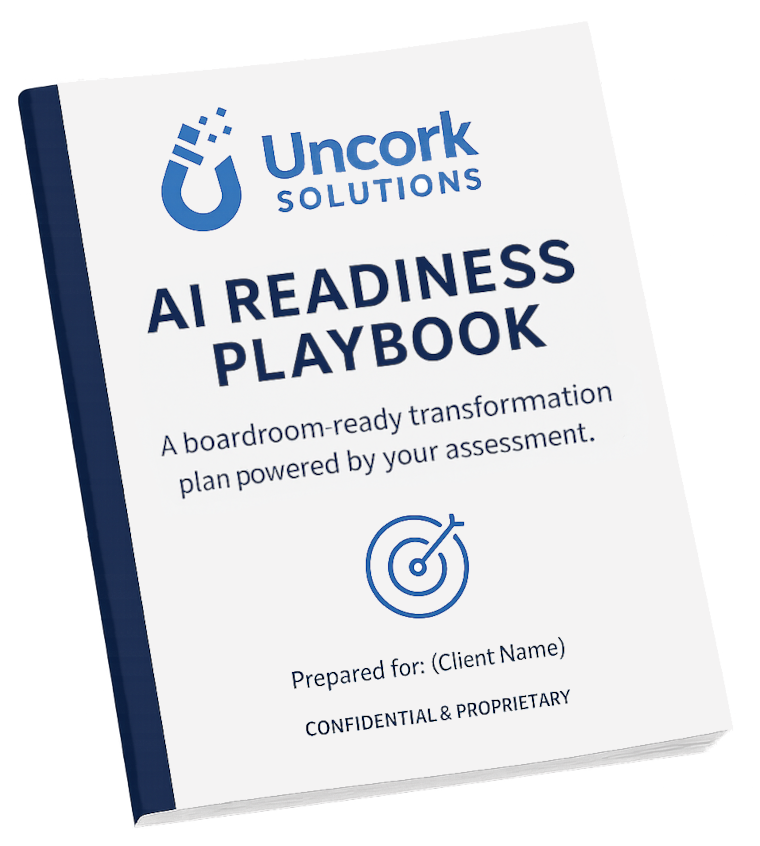 Uncork
SOLUTIONS
AI READINESS
PLAYBOOK
A boardroom-ready transformation
plan powered by your assessment.
Prepared for: (Client Name)
CONFIDENTIAL & PROPRIETARY